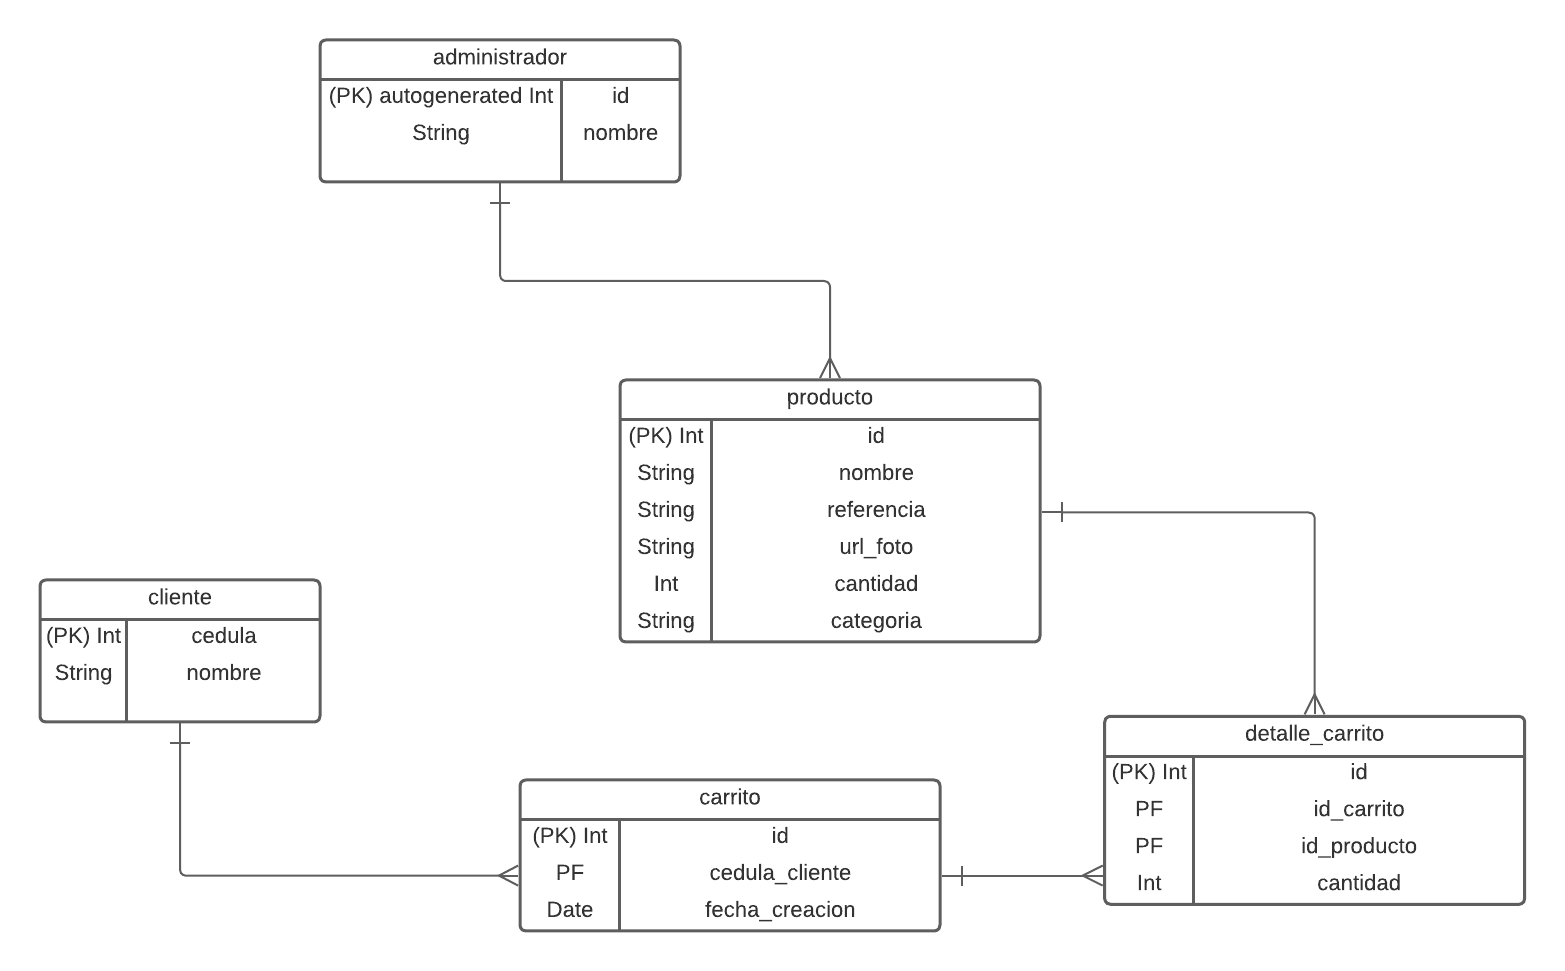 administrador
(PK) autogenerated Int id
String nombre
producto
(PK) Int id
String nombre
String referencia
String url_foto
Int cantidad
String categoria
cliente
(PK) Int cedula
String nombre
carrito
(PK) Int id
PF cedula_cliente
Date fecha_creacion
detalle_carrito
(PK) Int id
PF id_carrito
PF id_producto
Int cantidad